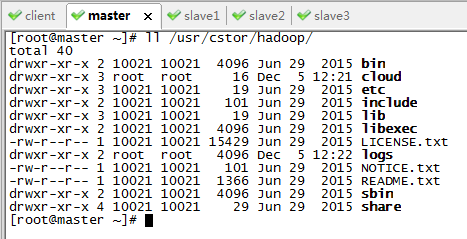 client master slave1 slave2 slave3
[root@master ~]# ll /usr/cstor/hadoop/
total 40
drwxr-xr-x 2 10021 10021  4096 Jun 29  2015 bin
drwxr-xr-x 3 root  root     16 Dec  5 12:21 cloud
drwxr-xr-x 3 10021 10021    19 Jun 29  2015 etc
drwxr-xr-x 2 10021 10021   101 Jun 29  2015 include
drwxr-xr-x 3 10021 10021    19 Jun 29  2015 lib
drwxr-xr-x 2 10021 10021  4096 Jun 29  2015 libexec
-rw-r--r-- 1 10021 10021 15429 Jun 29  2015 LICENSE.txt
drwxr-xr-x 2 root  root   4096 Dec  5 12:22 logs
-rw-r--r-- 1 10021 10021   101 Jun 29  2015 NOTICE.txt
-rw-r--r-- 1 10021 10021  1366 Jun 29  2015 README.txt
drwxr-xr-x 2 10021 10021  4096 Jun 29  2015 sbin
drwxr-xr-x 4 10021 10021    29 Jun 29  2015 share
[root@master ~]#